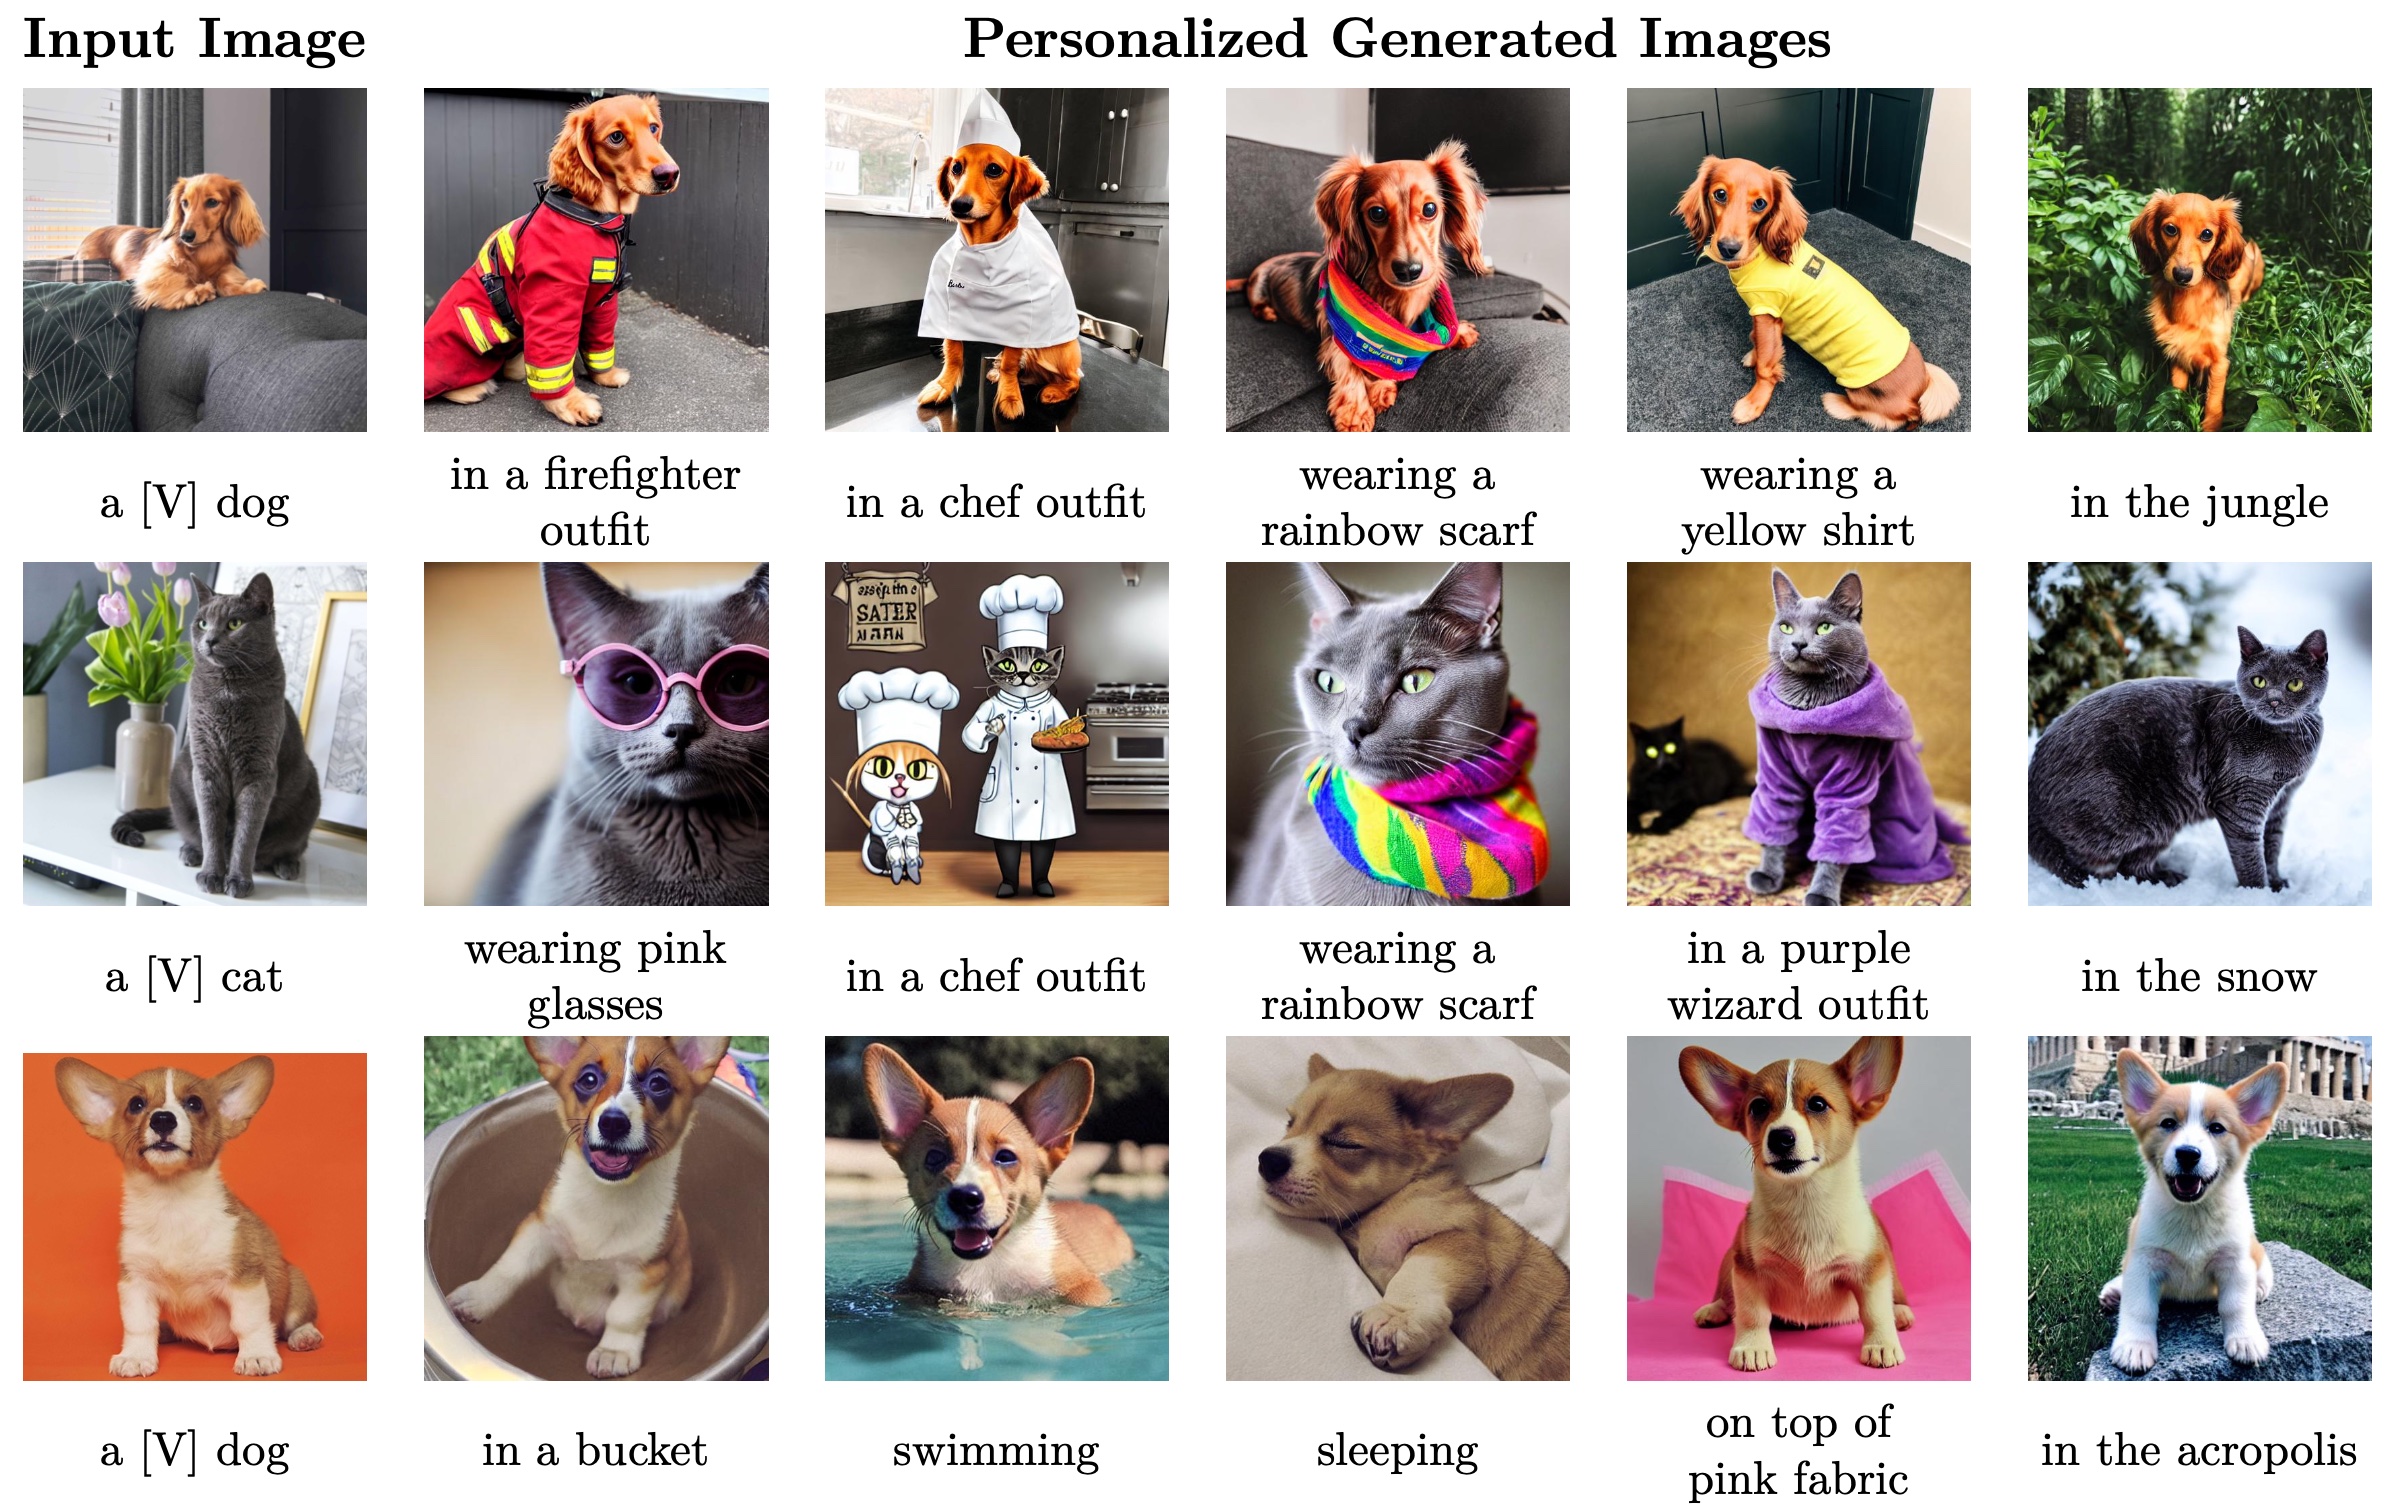 Input Image
Personalized Generated Images
a [V] dog
in a firefighter
outfit
in a chef outfit
wearing a
rainbow scarf
wearing a
yellow shirt
in the jungle
SATER
a [V] cat
wearing pink
glasses
in a chef outfit
wearing a
rainbow scarf
in a purple
wizard outfit
in the snow
a [V] dog
in a bucket
swimming
sleeping
on top of
pink fabric
in the acropolis